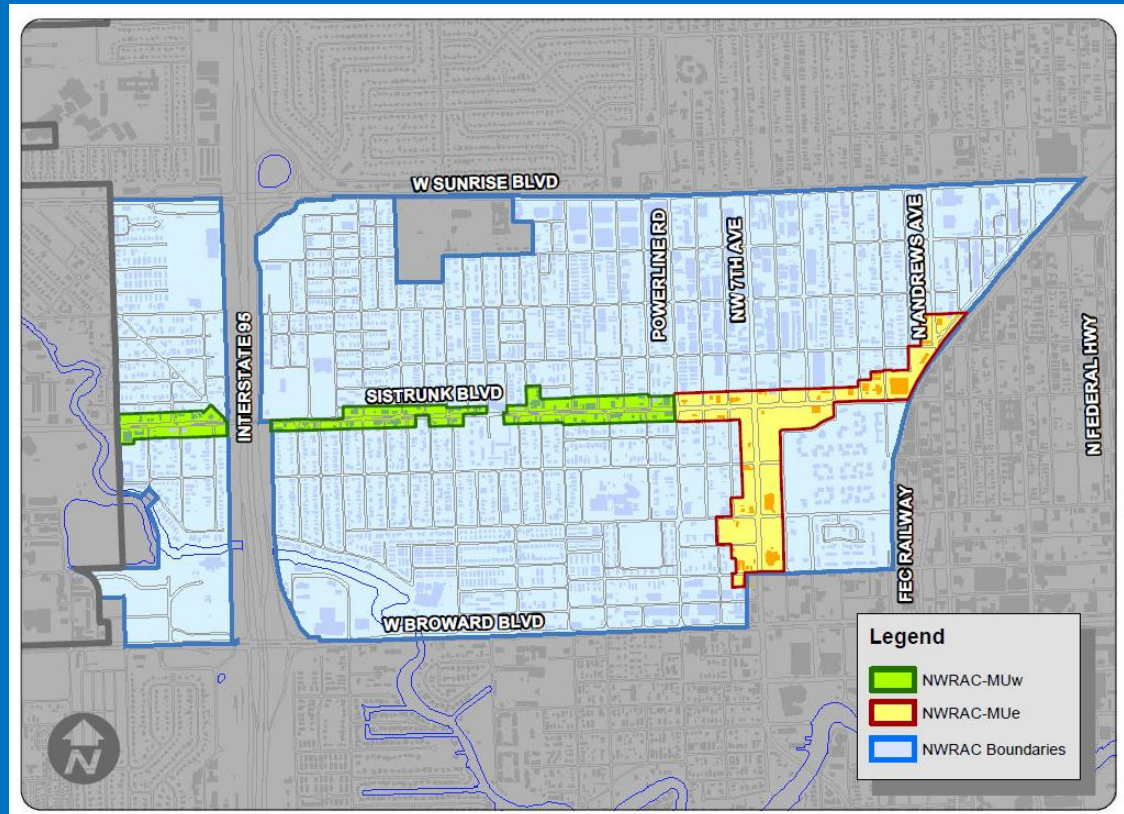 W SUNRISE BLVD
POWERLINE RD
NW 7TH AVE
N ANDREWS AVE
INTERSTATE 95
SISTRUNK BLVD
N FEDERAL HWY
FEC RAILWAY
W BROWARD BLVD
Legend
NWRAC-MUw
NWRAC-MUe
NWRAC Boundaries
N